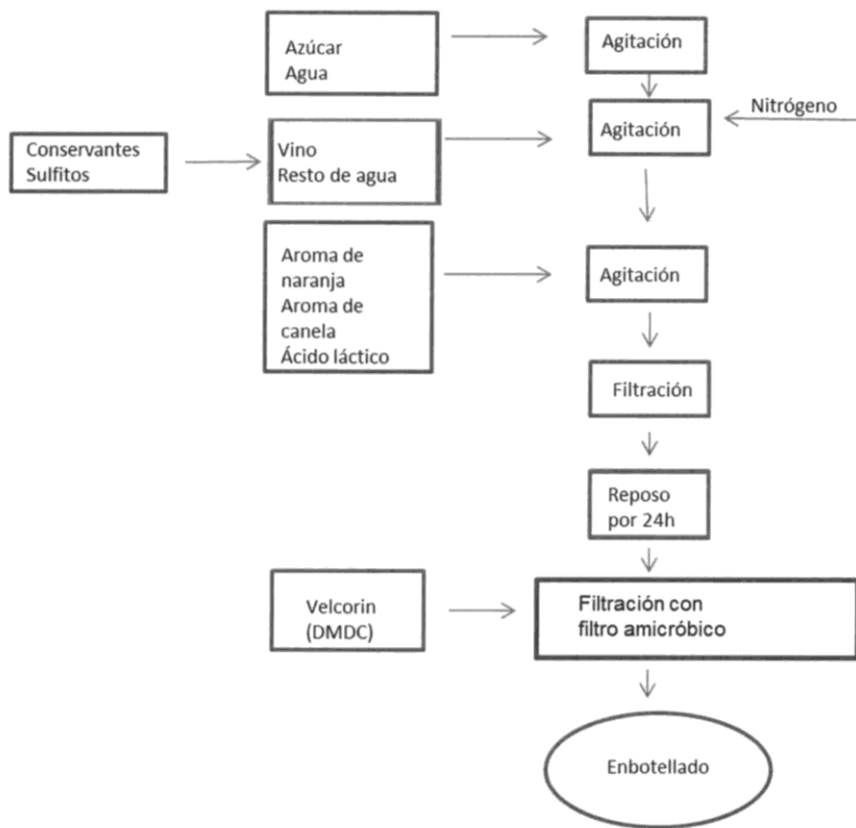 Azúcar
Agua
Agitación
Nitrógeno
Conservantes
Sulfitos
Vino
Resto de agua
Agitación
Aroma de
naranja
Aroma de
canela
Ácido láctico
Agitación
Filtración
Reposo
por 24h
Velcorin
(DMDC)
Filtración con
filtro amicróbico
Enbotellado